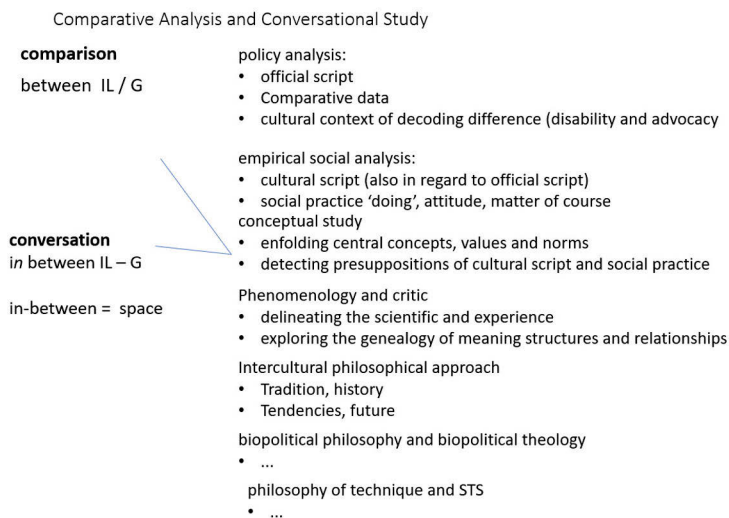 Comparative Analysis and Conversational Study
comparison
between IL / G
policy analysis:
• official script
• Comparative data
• cultural context of decoding difference (disability and advocacy
empirical social analysis:
• cultural script (also in regard to official script)
• social practice ‘doing’, attitude, matter of course
conceptual study
• enfolding central concepts, values and norms
• detecting presuppositions of cultural script and social practice
conversation
in between IL – G
in-between = space
Phenomenology and critic
• delineating the scientific and experience
• exploring the genealogy of meaning structures and relationships
Intercultural philosophical approach
• Tradition, history
• Tendencies, future
biopolitical philosophy and biopolitical theology
• ...
philosophy of technique and STS
• ...